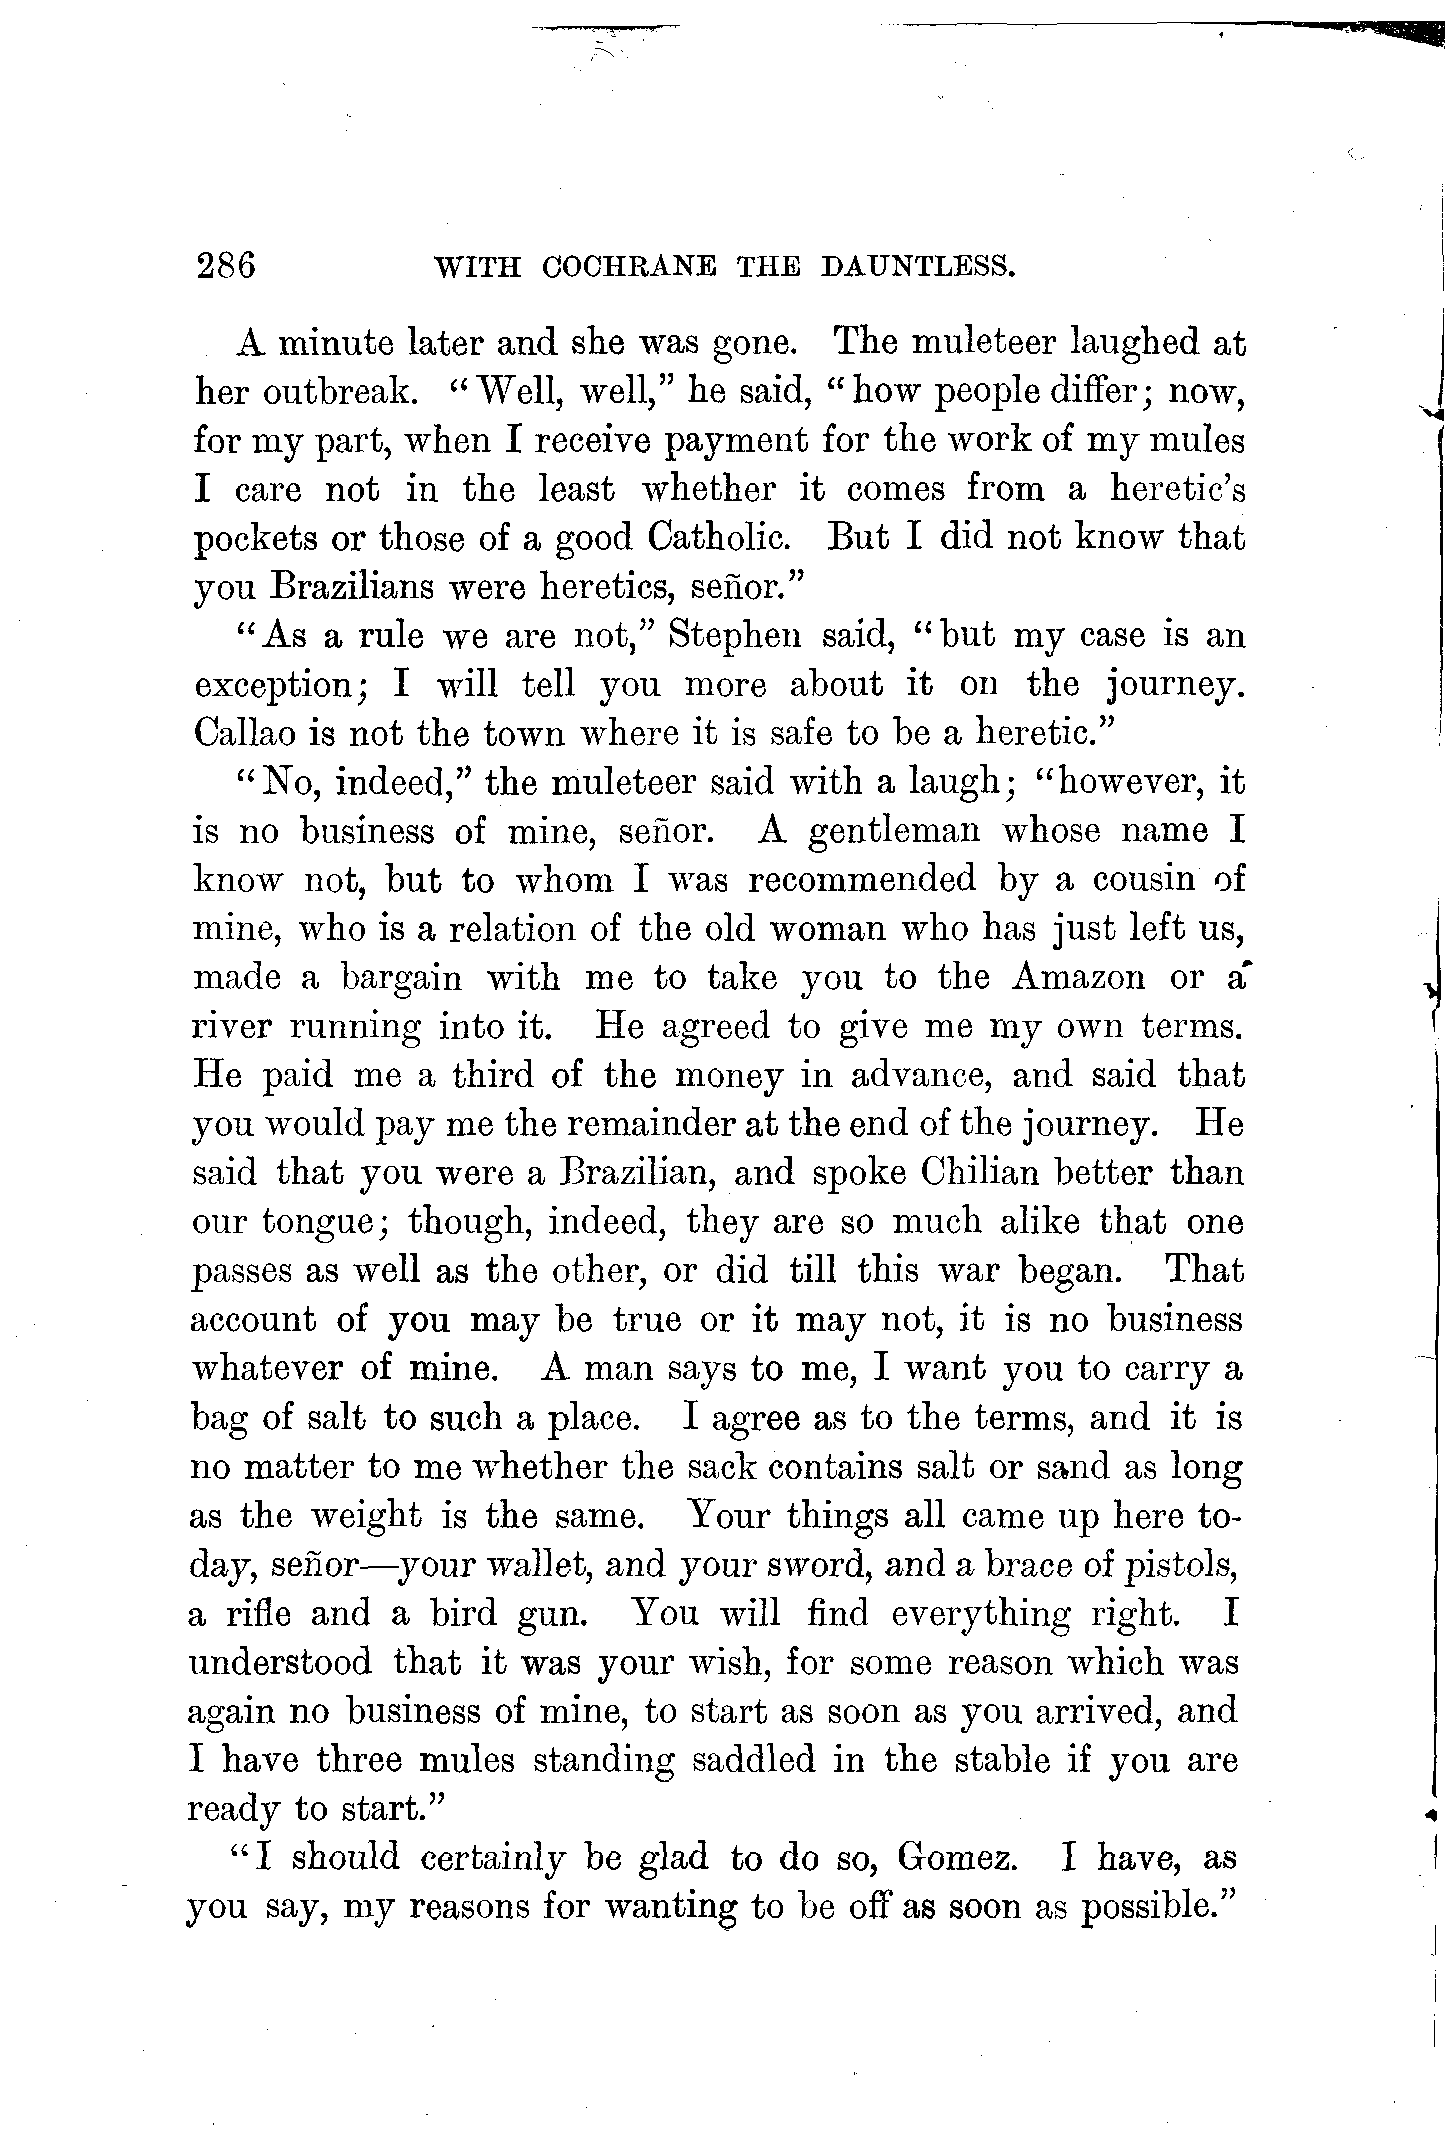 286 WITH COCHRANE THE DAUNTLESS.
A minute later and she was gone. The muleteer laughed at
her outbreak. “Well, well,” he said, “how people differ; now,
for my part, when I receive payment for the work of my mules
I care not in the least whether it comes from a heretic’s
pockets or those of a good Catholic. But I did not know that
you Brazilians were heretics, señor.”
“As a rule we are not,” Stephen said, “but my case is an
exception; I will tell you more about it on the journey.
Callao is not the town where it is safe to be a heretic.”
“No, indeed,” the muleteer said with a laugh; “however, it
is no business of mine, señor. A gentleman whose name I
know not, but to whom I was recommended by a cousin of
mine, who is a relation of the old woman who has just left us,
made a bargain with me to take you to the Amazon or a
river running into it. He agreed to give me my own terms.
He paid me a third of the money in advance, and said that
you would pay me the remainder at the end of the journey. He
said that you were a Brazilian, and spoke Chilian better than
our tongue; though, indeed, they are so much alike that one
passes as well as the other, or did till this war began. That
account of you may be true or it may not, it is no business
whatever of mine. A man says to me, I want you to carry a
bag of salt to such a place. I agree as to the terms, and it is
no matter to me whether the sack contains salt or sand as long
as the weight is the same. Your things all came up here to-
day, señor—your wallet, and your sword, and a brace of pistols,
a rifle and a bird gun. You will find everything right. I
understood that it was your wish, for some reason which was
again no business of mine, to start as soon as you arrived, and
I have three mules standing saddled in the stable if you are
ready to start.”
“I should certainly be glad to do so, Gomez. I have, as
you say, my reasons for wanting to be off as soon as possible.”